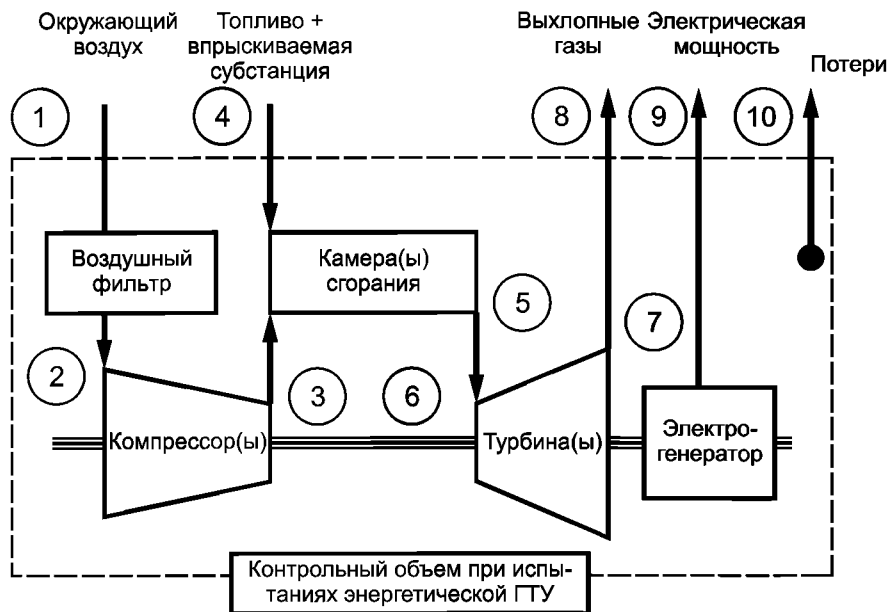 Окружающий
воздух
Топливо +
впрыскиваемая
субстанция
Выхлопные
газы
Электрическая
мощность
Потери
1
4
8
9
10
Воздушный
фильтр
Камера(ы)
сгорания
5
7
2
3
6
Компрессор(ы)
Турбина(ы)
Электро-
генератор
Контрольный объем при испы-
таниях энергетической ГТУ